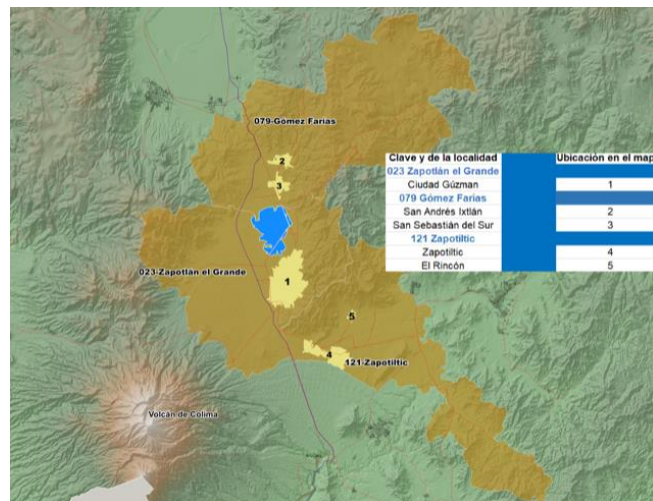 079-Gómez Farias
2
3
Clave y de la localidad Ubicación en el map
023 Zapotlán el Grande
Ciudad Gúzman 1
079 Gómez Farias
San Andrés Ixtlán 2
San Sebastián del Sur 3
121 Zapotiltic
Zapotiltic 4
El Rincón 5
023-Zapotlán el Grande
1
5
4
121-Zapotiltic
Volcán de Colima